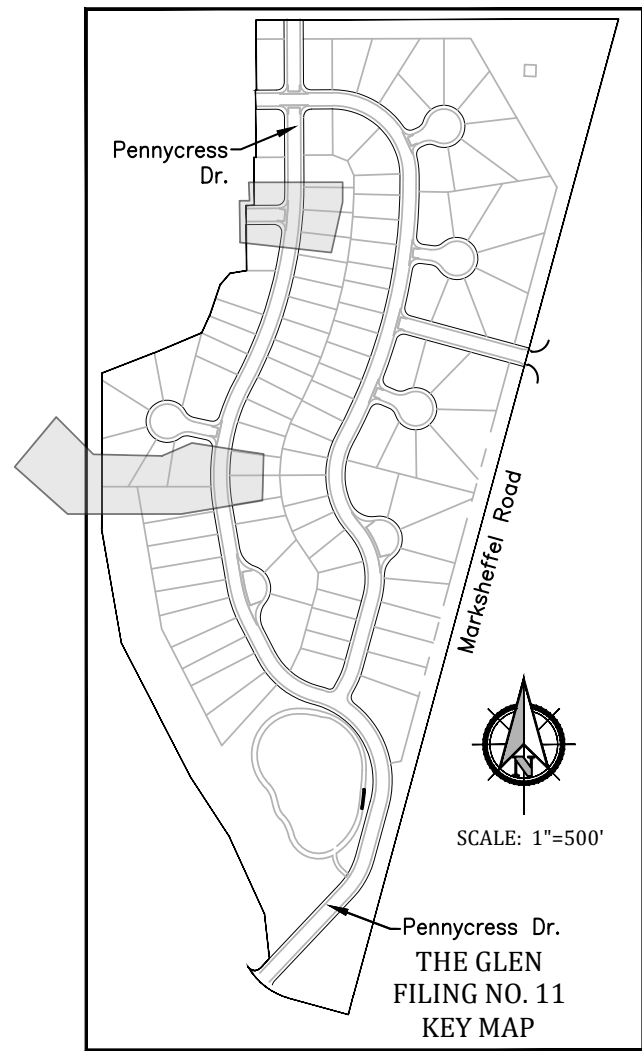 Pennycress
Dr.
Marksheffel Road
N
SCALE: 1"=500'
Pennycress Dr.
THE GLEN
FILING NO. 11
KEY MAP